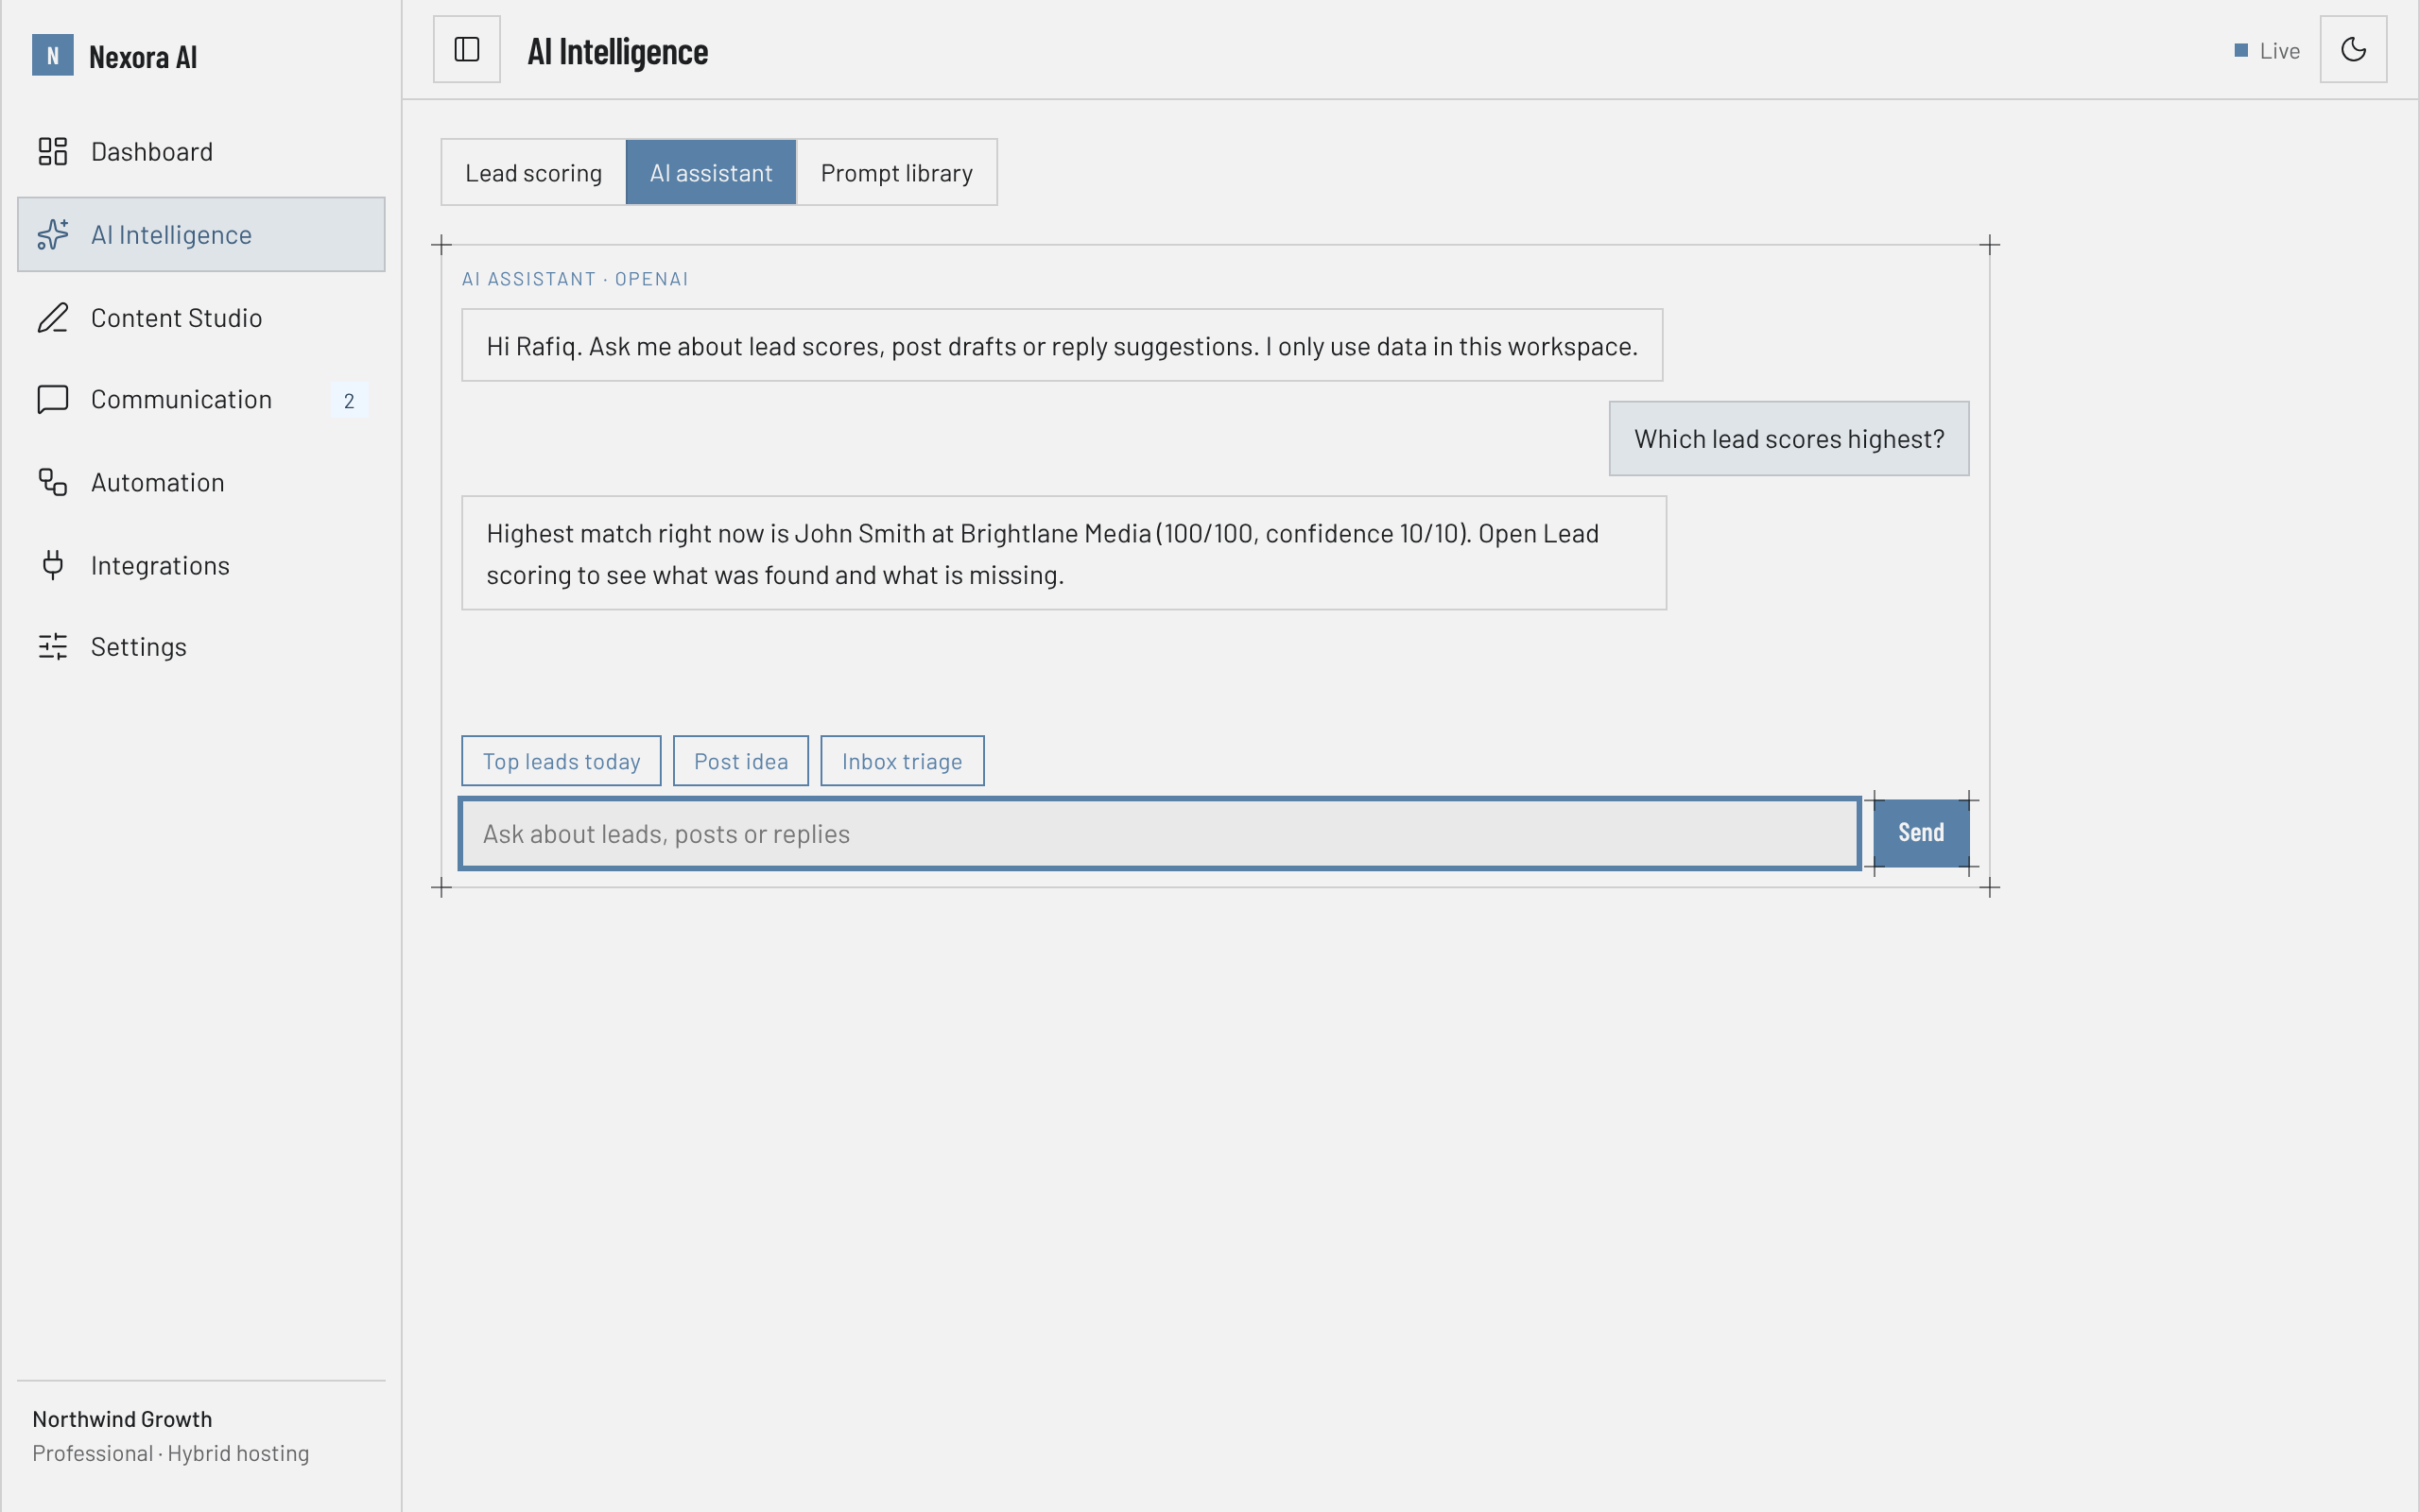 N
Nexora AI
Dashboard
AI Intelligence
Content Studio
Communication
2
Automation
Integrations
Settings
Northwind Growth
Professional · Hybrid hosting
AI Intelligence
Live
Lead scoring
AI assistant
Prompt library
AI ASSISTANT · OPENAI
Hi Rafiq. Ask me about lead scores, post drafts or reply suggestions. I only use data in this workspace.
Which lead scores highest?
Highest match right now is John Smith at Brightlane Media (100/100, confidence 10/10). Open Lead
scoring to see what was found and what is missing.
Top leads today
Post idea
Inbox triage
Ask about leads, posts or replies
Send